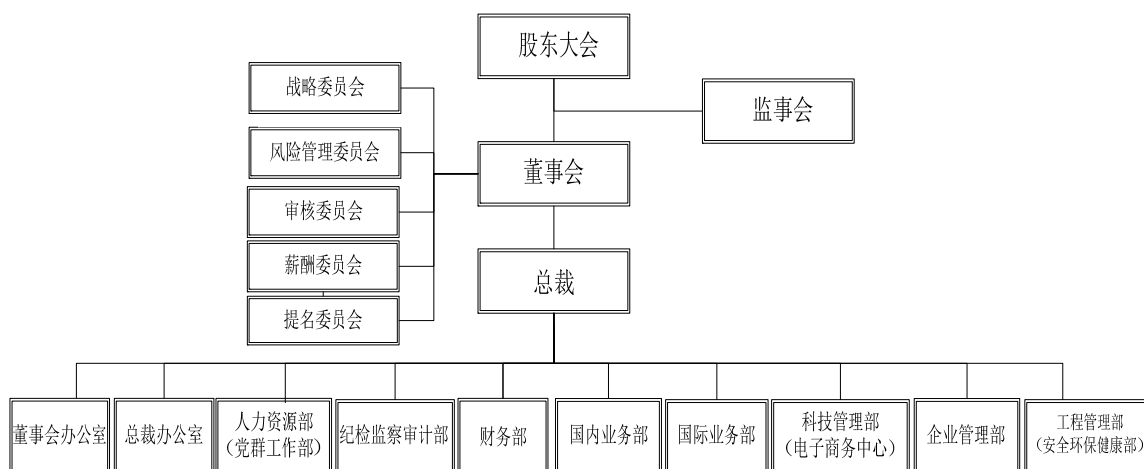 股东大会
战略委员会
监事会
风险管理委员会
董事会
审核委员会
薪酬委员会
总裁
提名委员会
董事会办公室
总裁办公室
人力资源部
（党群工作部）
纪检监察审计部
财务部
国内业务部
国际业务部
科技管理部
（电子商务中心）
企业管理部
工程管理部
（安全环保健康部）